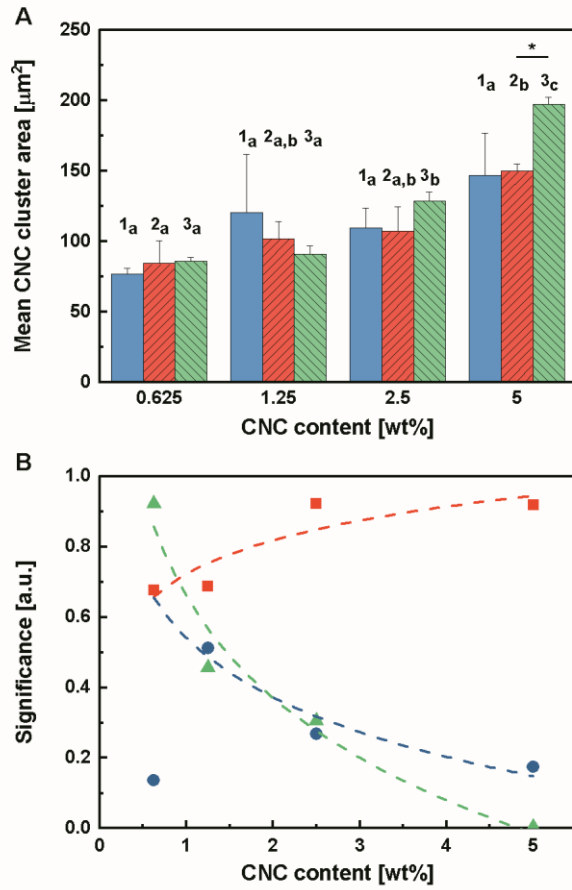 A
Mean CNC cluster area [μm²]
250
200
150
100
50
0
1a 2a 3a
1a 2a,b 3a
1a 2a,b 3b
*
1a 2b 3c
0.625 1.25 2.5 5
CNC content [wt%]
B
Significance [a.u.]
1.0
0.8
0.6
0.4
0.2
0.0
0 1 2 3 4 5
CNC content [wt%]